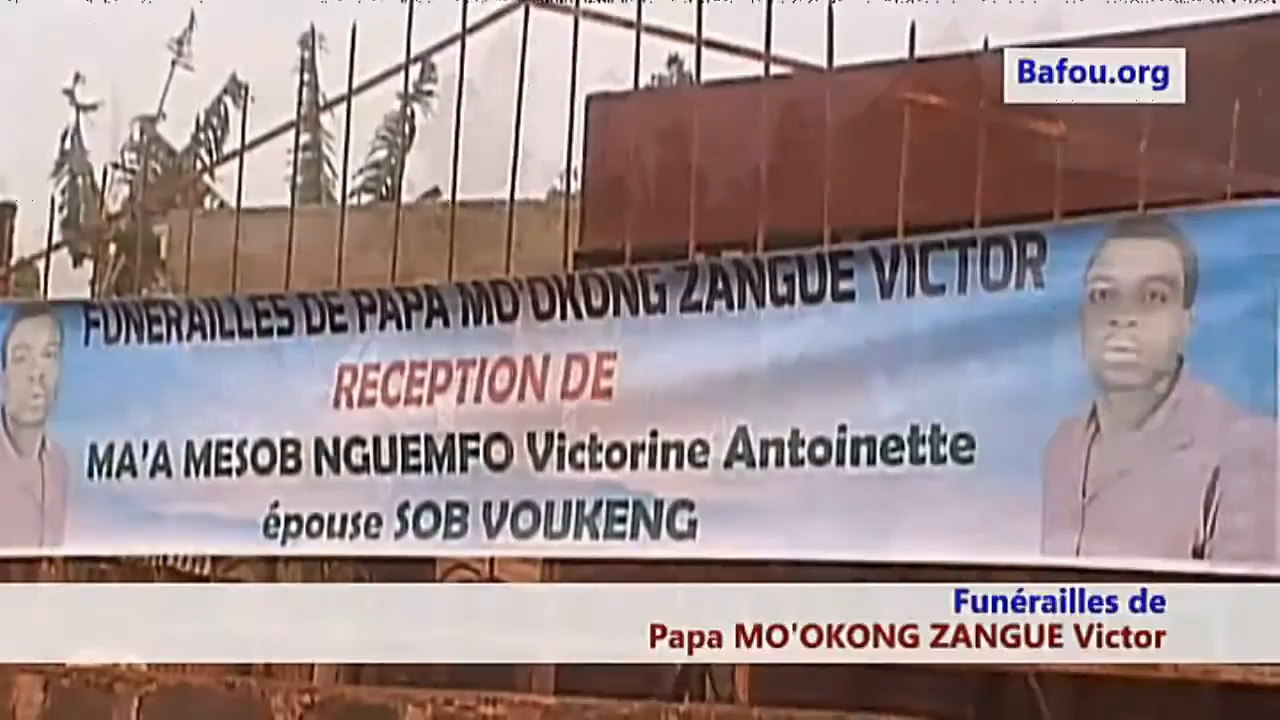 Bafou.org
FUNERAILLES DE PAPA MO'OKONG ZANGUE VICTOR
RECEPTION DE
MA'A MESOB NGUEMFO Victorine Antoinette
épouse SOB VOUKENG
Funérailles de
Papa MO'OKONG ZANGUE Victor